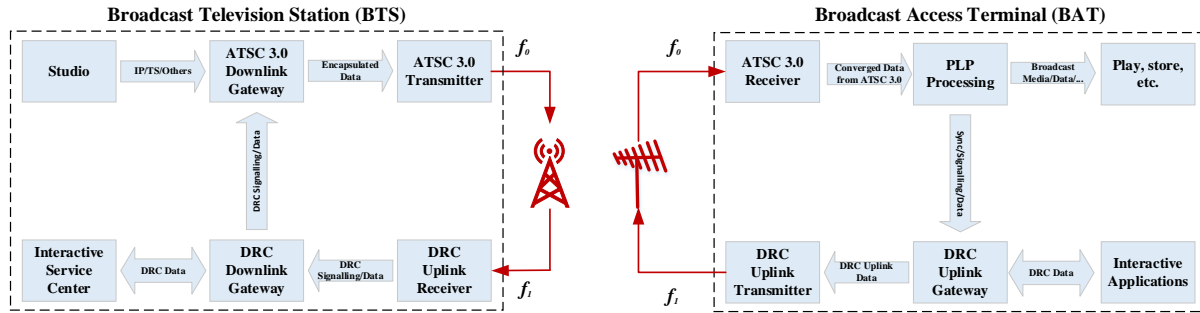 Broadcast Television Station (BTS)
Broadcast Access Terminal (BAT)
Studio
IP/TS/Others
ATSC 3.0
Downlink
Gateway
Encapsulated
Data
ATSC 3.0
Transmitter
f₀
DRC Signalling/Data
Interactive
Service
Center
DRC Data
DRC
Downlink
Gateway
DRC
Signalling/Data
DRC
Uplink
Receiver
f₁
f₀
ATSC 3.0
Receiver
Converged Data
from ATSC 3.0
PLP
Processing
Broadcast
Media/Data/...
Play, store,
etc.
Sync/Signalling/Data
f₁
DRC
Uplink
Transmitter
DRC Uplink
Data
DRC
Uplink
Gateway
DRC Data
Interactive
Applications